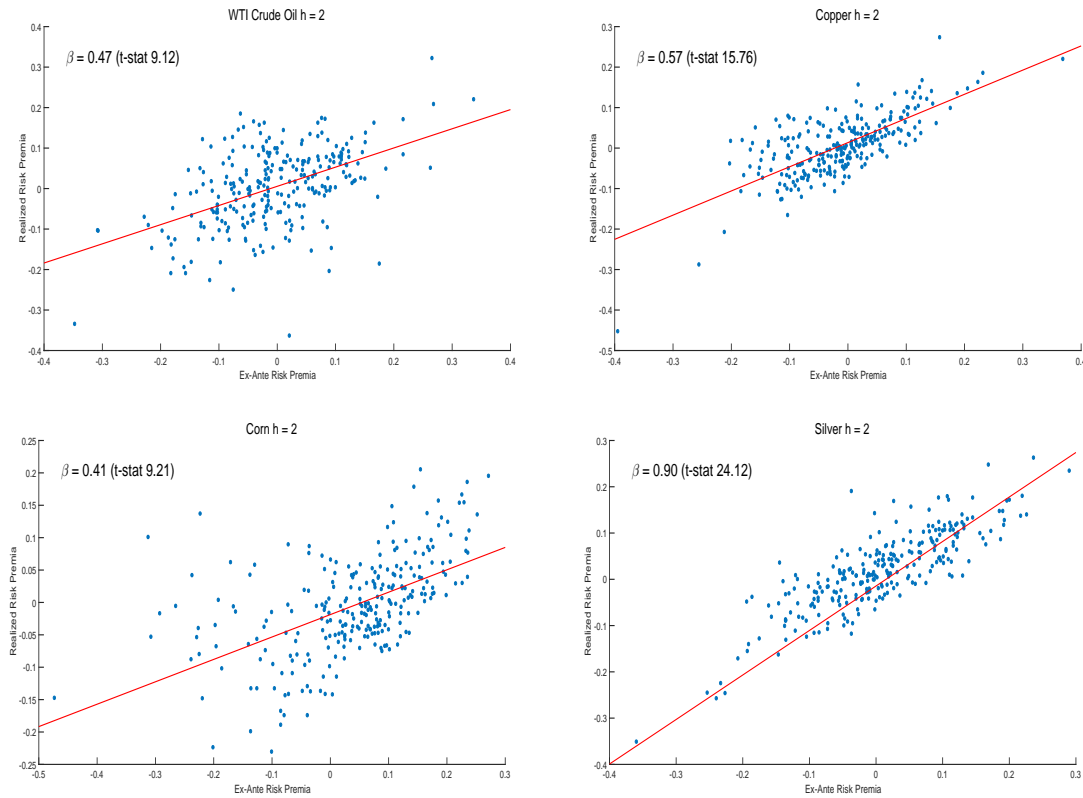 WTI Crude Oil h = 2
β = 0.47 (t-stat 9.12)
Realized Risk Premia
0.4
0.3
0.2
0.1
0
-0.1
-0.2
-0.3
-0.4
-0.4 -0.3 -0.2 -0.1 0 0.1 0.2 0.3 0.4
Ex-Ante Risk Premia
Copper h = 2
β = 0.57 (t-stat 15.76)
Realized Risk Premia
0.3
0.2
0.1
0
-0.1
-0.2
-0.3
-0.4
-0.5
-0.4 -0.3 -0.2 -0.1 0 0.1 0.2 0.3 0.4
Ex-Ante Risk Premia
Corn h = 2
β = 0.41 (t-stat 9.21)
Realized Risk Premia
0.25
0.2
0.15
0.1
0.05
0
-0.05
-0.1
-0.15
-0.2
-0.25
-0.5 -0.4 -0.3 -0.2 -0.1 0 0.1 0.2 0.3
Ex-Ante Risk Premia
Silver h = 2
β = 0.90 (t-stat 24.12)
Realized Risk Premia
0.3
0.2
0.1
0
-0.1
-0.2
-0.3
-0.4
-0.4 -0.3 -0.2 -0.1 0 0.1 0.2 0.3
Ex-Ante Risk Premia